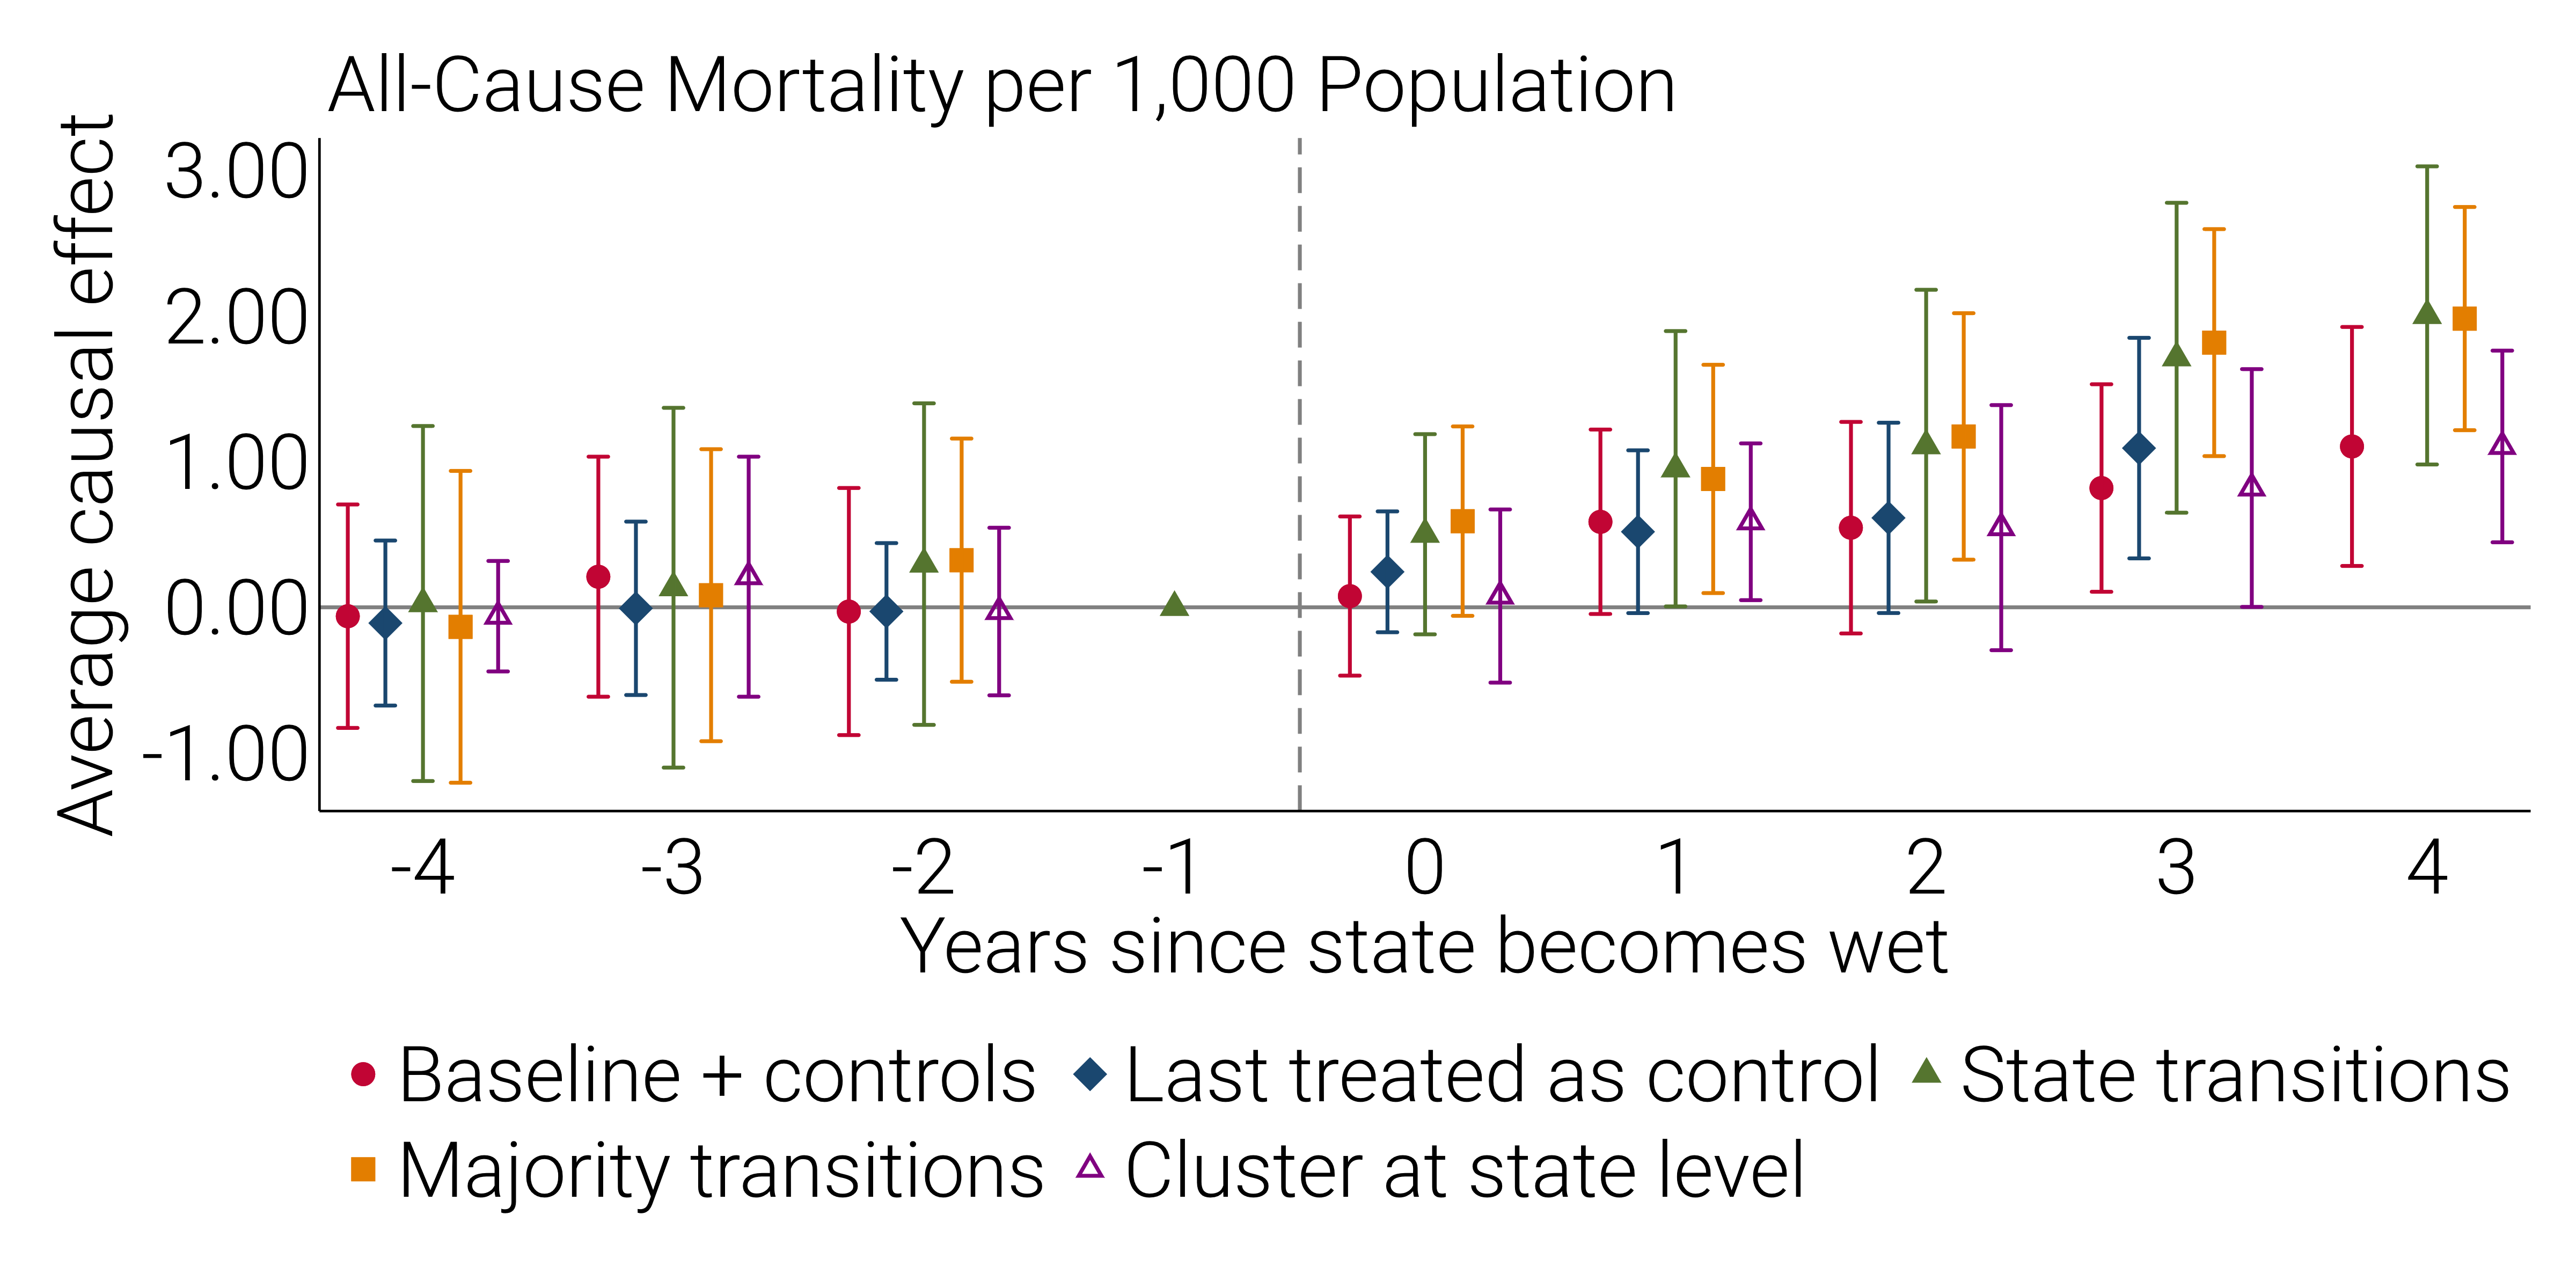 All-Cause Mortality per 1,000 Population
Average causal effect
3.00
2.00
1.00
0.00
-1.00
-4 -3 -2 -1 0 1 2 3 4
Years since state becomes wet
Baseline + controls Last treated as control State transitions
Majority transitions Cluster at state level